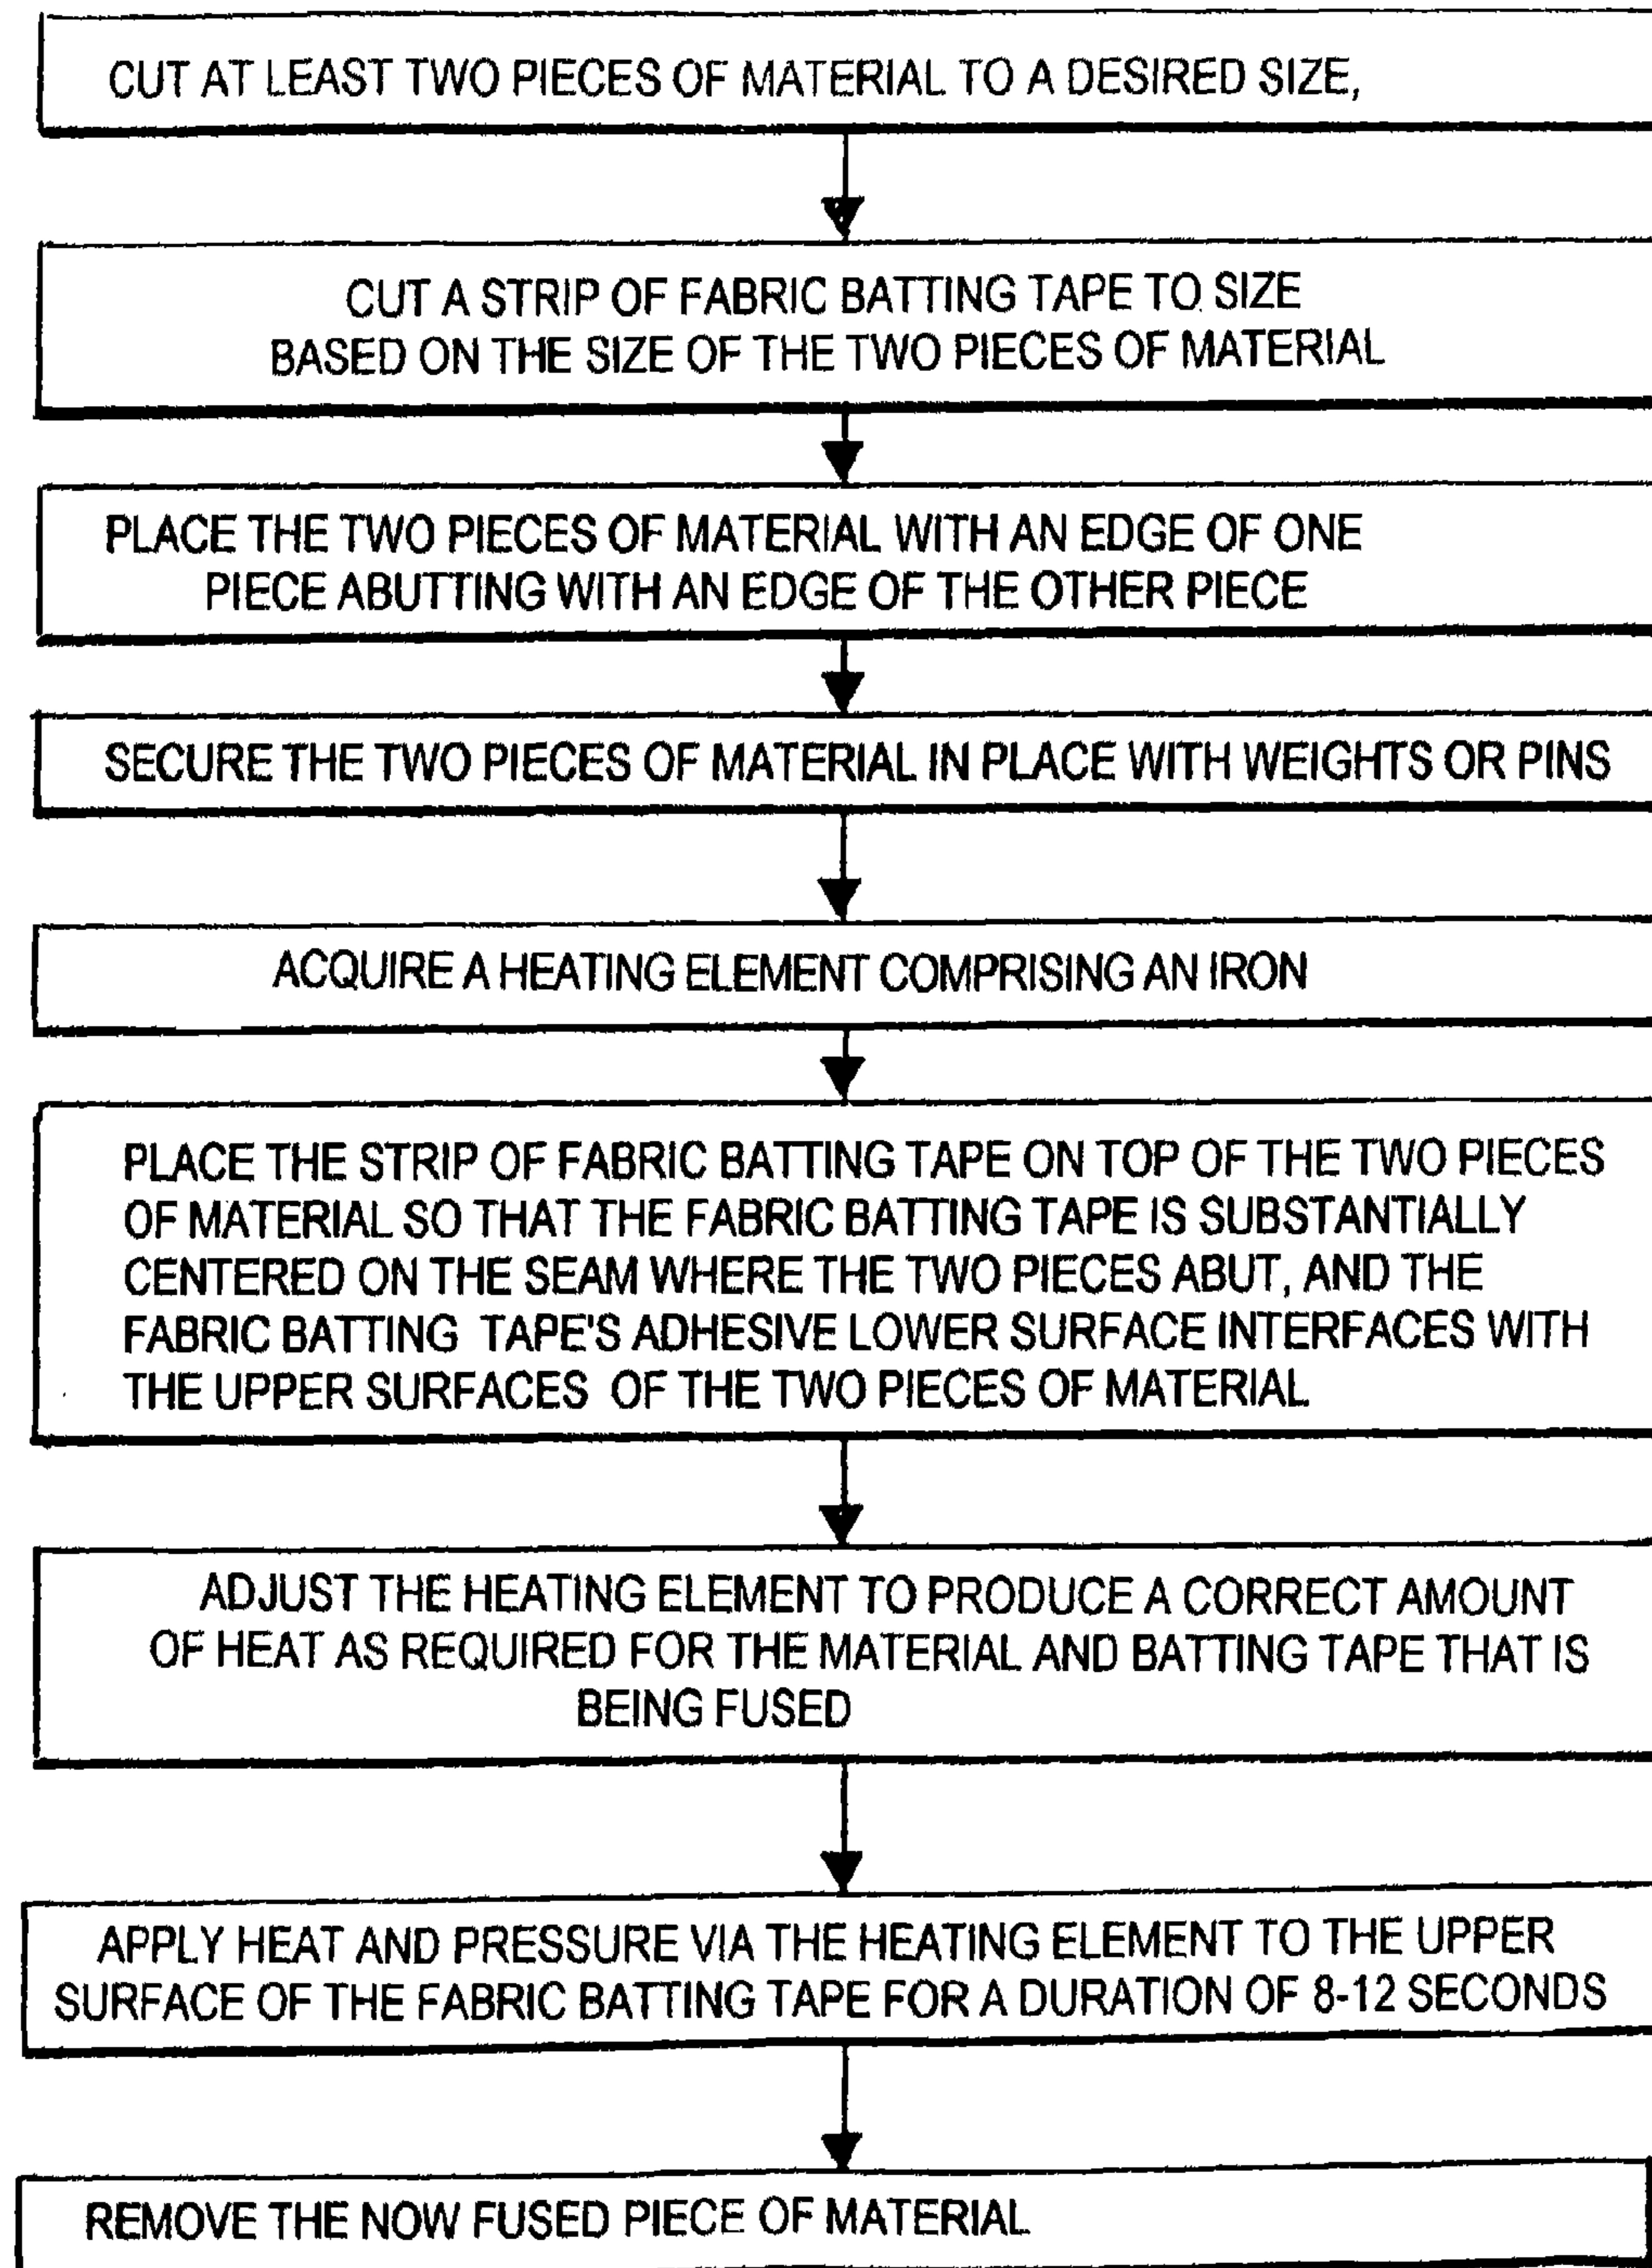 CUT AT LEAST TWO PIECES OF MATERIAL TO A DESIRED SIZE,
CUT A STRIP OF FABRIC BATTING TAPE TO SIZE
BASED ON THE SIZE OF THE TWO PIECES OF MATERIAL
PLACE THE TWO PIECES OF MATERIAL WITH AN EDGE OF ONE
PIECE ABUTTING WITH AN EDGE OF THE OTHER PIECE
SECURE THE TWO PIECES OF MATERIAL IN PLACE WITH WEIGHTS OR PINS
ACQUIRE A HEATING ELEMENT COMPRISING AN IRON
PLACE THE STRIP OF FABRIC BATTING TAPE ON TOP OF THE TWO PIECES
OF MATERIAL SO THAT THE FABRIC BATTING TAPE IS SUBSTANTIALLY
CENTERED ON THE SEAM WHERE THE TWO PIECES ABUT, AND THE
FABRIC BATTING TAPE'S ADHESIVE LOWER SURFACE INTERFACES WITH
THE UPPER SURFACES OF THE TWO PIECES OF MATERIAL
ADJUST THE HEATING ELEMENT TO PRODUCE A CORRECT AMOUNT
OF HEAT AS REQUIRED FOR THE MATERIAL AND BATTING TAPE THAT IS
BEING FUSED
APPLY HEAT AND PRESSURE VIA THE HEATING ELEMENT TO THE UPPER
SURFACE OF THE FABRIC BATTING TAPE FOR A DURATION OF 8-12 SECONDS
REMOVE THE NOW FUSED PIECE OF MATERIAL